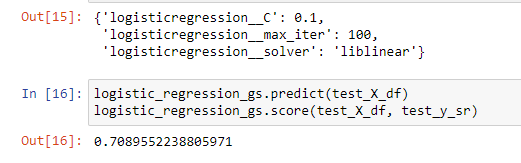 Out[15]: {'logisticregression__C': 0.1,
'logisticregression__max_iter': 100,
'logisticregression__solver': 'liblinear'}
In [16]: logistic_regression_gs.predict(test_X_df)
logistic_regression_gs.score(test_X_df, test_y_sr)
Out[16]: 0.7089552238805971